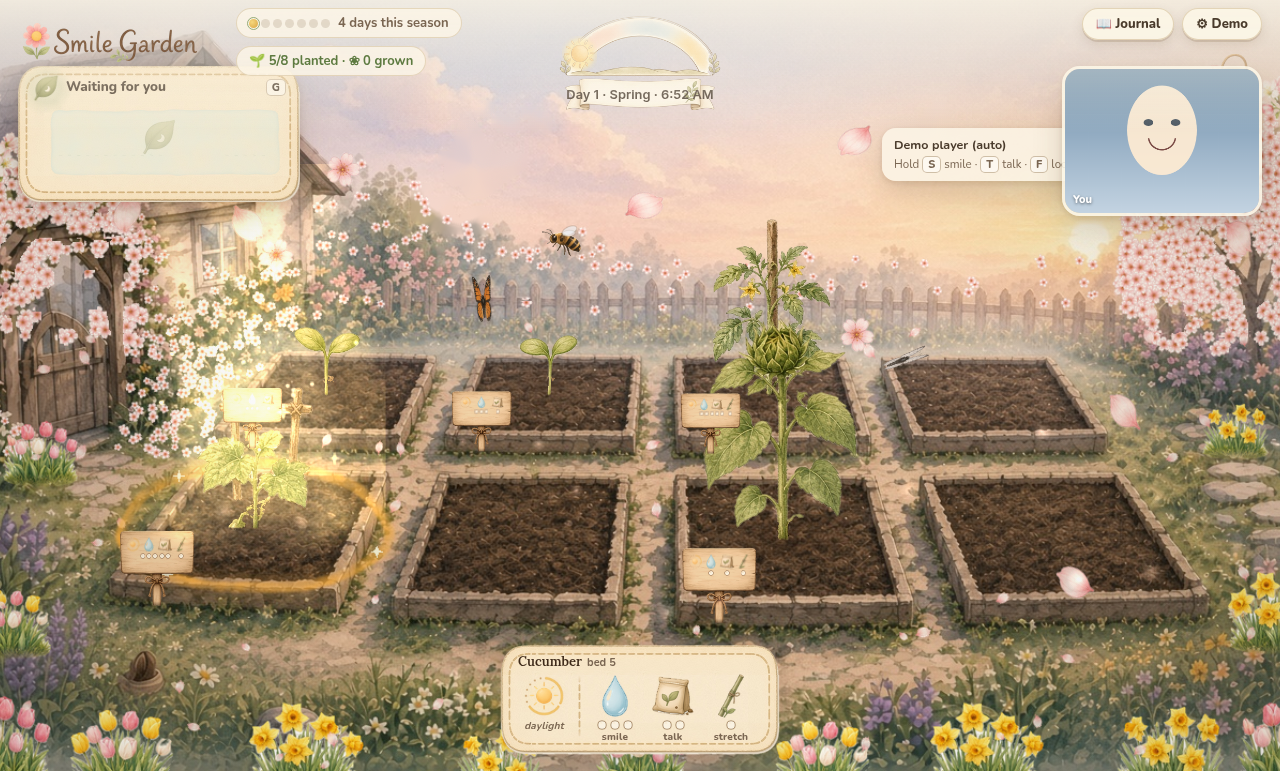 Smile Garden
4 days this season
5/8 planted · ❀ 0 grown
Waiting for you
G
Day 1 · Spring · 6:52 AM
Journal
Demo
Demo player (auto)
Hold S smile · T talk · F lo
You
Cucumber bed 5
daylight
smile
talk
stretch